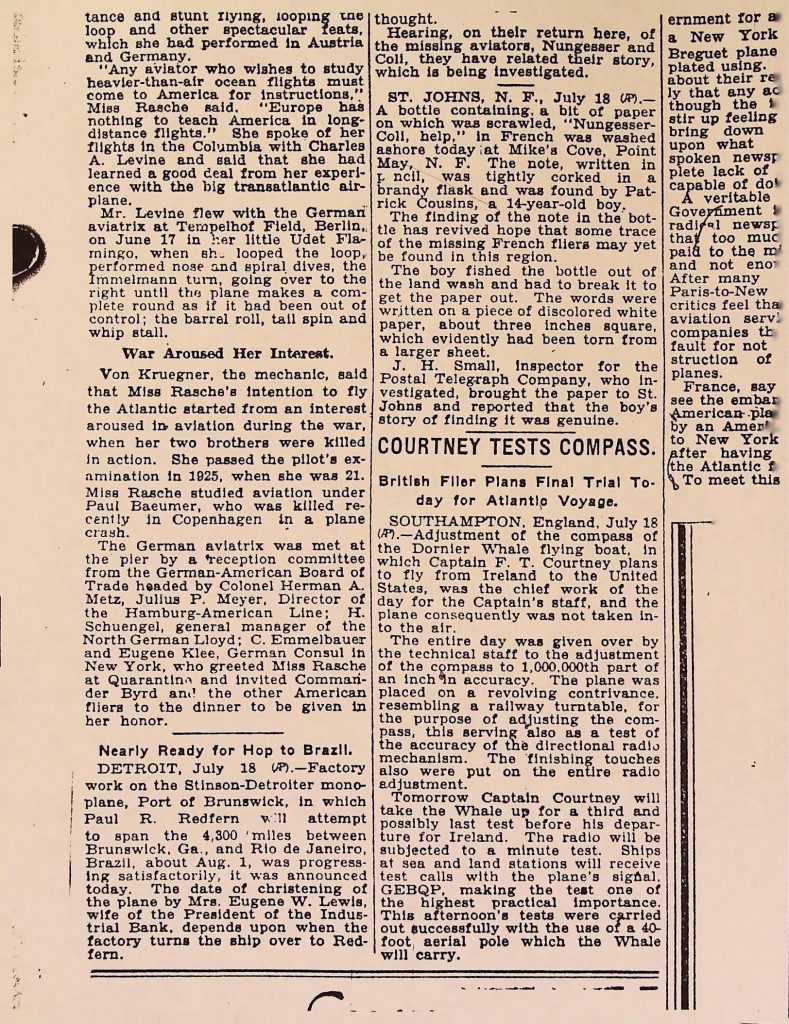 tance and stunt flying, looping the
loop and other spectacular feats,
which she had performed in Austria
and Germany.
"Any aviator who wishes to study
heavier-than-air ocean flights must
come to America for instructions,"
Miss Rasche said. "Europe has
nothing to teach America in long-
distance flights." She spoke of her
flights in the Columbia with Charles
A. Levine and said that she had
learned a good deal from her experi-
ence with the big transatlantic air-
plane.
Mr. Levine flew with the German
aviatrix at Tempelhof Field, Berlin,
on June 17 in her little Udet Fla-
mingo, when she looped the loop,
performed nose and spiral dives, the
Immelmann turn, going over to the
right until the plane makes a com-
plete round as if it had been out of
control; the barrel roll, tail spin and
whip stall.
War Aroused Her Interest.
Von Kruegner, the mechanic, said
that Miss Rasche's intention to fly
the Atlantic started from an interest
aroused in aviation during the war,
when her two brothers were killed
in action. She passed the pilot's ex-
amination in 1925, when she was 21.
Miss Rasche studied aviation under
Paul Baeumer, who was killed re-
cently in Copenhagen in a plane
crash.
The German aviatrix was met at
the pier by a reception committee
from the German-American Board of
Trade headed by Colonel Herman A.
Metz, Julius P. Meyer, Director of
the Hamburg-American Line; H.
Schuengel, general manager of the
North German Lloyd; C. Emmelbauer
and Eugene Klee, German Consul in
New York, who greeted Miss Rasche
at Quarantine and invited Comman-
der Byrd and the other American
fliers to the dinner to be given in
her honor.
Nearly Ready for Hop to Brazil.
DETROIT, July 18 (AP).—Factory
work on the Stinson-Detroiter mono-
plane, Port of Brunswick, in which
Paul R. Redfern will attempt
to span the 4,300 miles between
Brunswick, Ga., and Rio de Janeiro,
Brazil, about Aug. 1, was progress-
ing satisfactorily, it was announced
today. The date of christening of
the plane by Mrs. Eugene W. Lewis,
wife of the President of the Indus-
trial Bank, depends upon when the
factory turns the ship over to Red-
fern.
thought.
Hearing, on their return here, of
the missing aviators, Nungesser and
Coli, they have related their story,
which is being investigated.
ST. JOHNS, N. F., July 18 (AP).—
A bottle containing a bit of paper
on which was scrawled, "Nungesser-
Coli, help," in French was washed
ashore today at Mike's Cove, Point
May, N. F. The note, written in
p ncil, was tightly corked in a
brandy flask and was found by Pat-
rick Cousins, a 14-year-old boy.
The finding of the note in the bot-
tle has revived hope that some trace
of the missing French fliers may yet
be found in this region.
The boy fished the bottle out of
the land wash and had to break it to
get the paper out. The words were
written on a piece of discolored white
paper, about three inches square,
which evidently had been torn from
a larger sheet.
J. H. Small, inspector for the
Postal Telegraph Company, who in-
vestigated, brought the paper to St.
Johns and reported that the boy's
story of finding it was genuine.
COURTNEY TESTS COMPASS.
British Flier Plans Final Trial To-
day for Atlantic Voyage.
SOUTHAMPTON, England, July 18
(AP).—Adjustment of the compass of
the Dornier Whale flying boat, in
which Captain F. T. Courtney plans
to fly from Ireland to the United
States, was the chief work of the
day for the Captain's staff, and the
plane consequently was not taken in-
to the air.
The entire day was given over by
the technical staff to the adjustment
of the compass to 1,000.000th part of
an inch in accuracy. The plane was
placed on a revolving contrivance,
resembling a railway turntable, for
the purpose of adjusting the com-
pass, this serving also as a test of
the accuracy of the directional radio
mechanism. The finishing touches
also were put on the entire radio
adjustment.
Tomorrow Captain Courtney will
take the Whale up for a third and
possibly last test before his depar-
ture for Ireland. The radio will be
subjected to a minute test. Ships
at sea and land stations will receive
test calls with the plane's signal,
GEBQP, making the test one of
the highest practical importance.
This afternoon's tests were carried
out successfully with the use of a 40-
foot aerial pole which the Whale
will carry.
ernment for a
a New York
Breguet plane
plated using.
about their re
ly that any ac
though the
stir up feeling
bring down
upon what
spoken newsp
plete lack of
capable of do
A veritable
Government
radical newsp
that too muc
paid to the m
and not eno
After many
Paris-to-New
critics feel tha
aviation servi
companies th
fault for not
struction of
planes.
France, say
see the embar
American pla
by an Amer
to New York
after having
the Atlantic f
To meet this